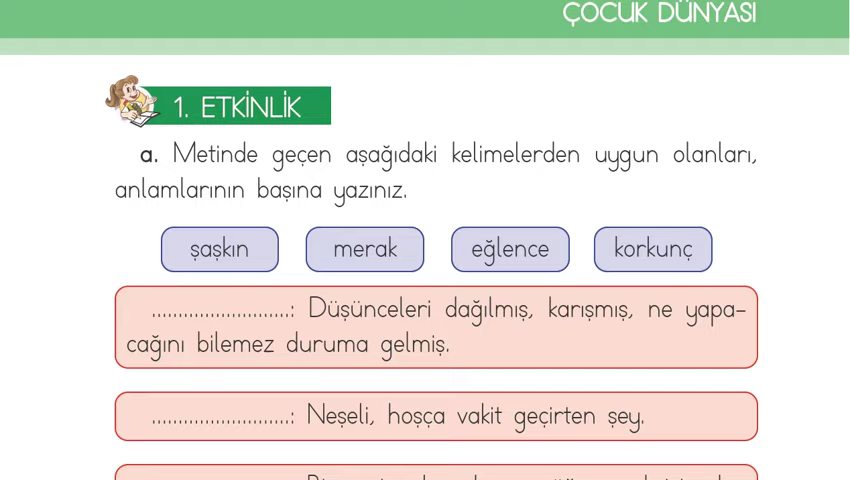 ÇOCUK DÜNYASI
1. ETKİNLİK
a. Metinde geçen aşağıdaki kelimelerden uygun olanları,
anlamlarının başına yazınız.
şaşkın merak eğlence korkunç
..........................: Düşünceleri dağılmış, karışmış, ne yapa-
cağını bilemez duruma gelmiş.
..........................: Neşeli, hoşça vakit geçirten şey.